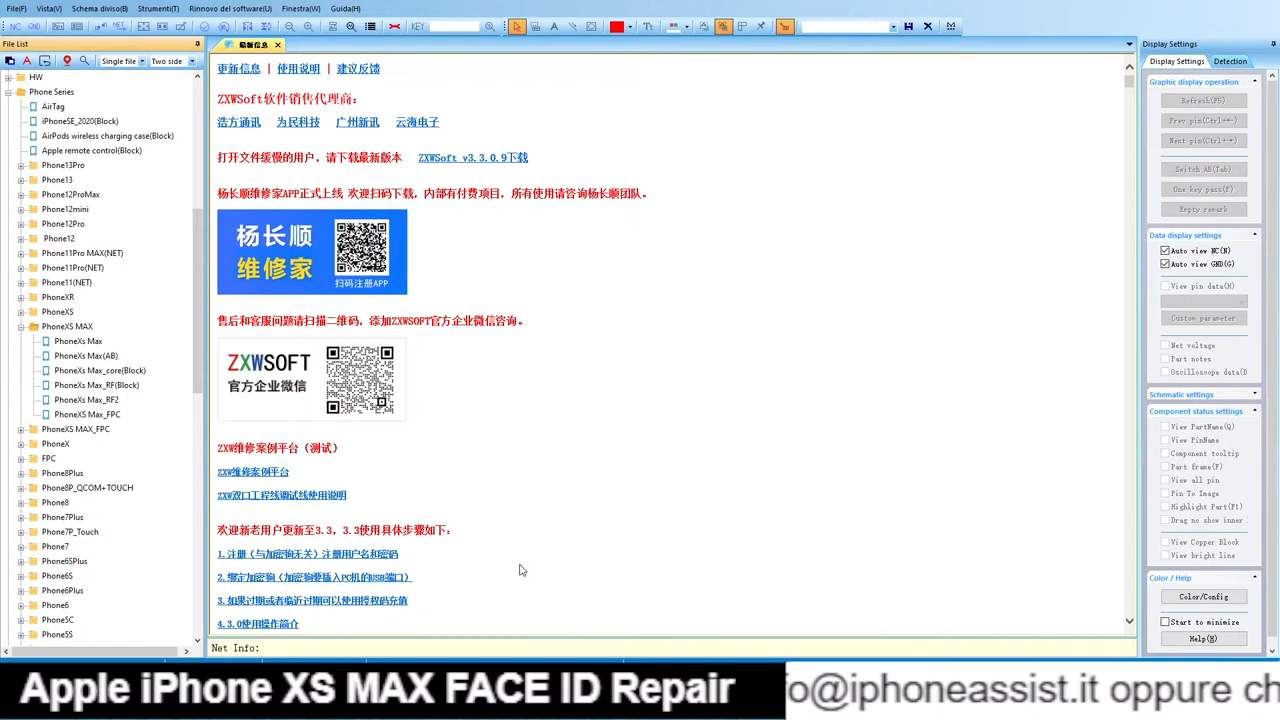 File(F) Vista(V) Schema diviso(B) Strumenti(T) Rinnovo del software(U) Finestra(W) Guida(H)
NC GND KEY
File List
最新信息
Single file Two side
HW
Phone Series
AirTag
iPhoneSE_2020(Block)
AirPods wireless charging case(Block)
Apple remote control(Block)
Phone13Pro
Phone13
Phone12ProMax
Phone12mini
Phone12Pro
Phone12
Phone11Pro MAX(NET)
Phone11Pro(NET)
Phone11(NET)
PhoneXR
PhoneXS
PhoneXS MAX
PhoneXs Max
PhoneXs Max(AB)
PhoneXs Max_core(Block)
PhoneXs Max_RF(Block)
PhoneXs Max_RF2
PhoneXS Max_FPC
PhoneXS MAX_FPC
PhoneX
FPC
Phone8Plus
Phone8P_QCOM+TOUCH
Phone8
Phone7Plus
Phone7P_Touch
Phone7
Phone6SPlus
Phone6S
Phone6Plus
Phone6
Phone5C
Phone5S
更新信息 | 使用说明 | 建议反馈
ZXWSoft软件销售代理商：
浩方通讯 为民科技 广州新讯 云海电子
打开文件缓慢的用户，请下载最新版本 ZXWSoft v3.3.0.9下载
杨长顺维修家APP正式上线 欢迎扫码下载，内部有付费项目，所有使用请咨询杨长顺团队。
杨长顺
维修家
扫码注册APP
售后和客服问题请扫描二维码，添加ZXWSOFT官方企业微信咨询。
ZXWSOFT
官方企业微信
ZXW维修案例平台（测试）
ZXW维修案例平台
ZXW双口工程线调试线使用说明
欢迎新老用户更新至3.3，3.3使用具体步骤如下：
1.注册（与加密狗无关）注册用户名和密码
2.绑定加密狗（加密狗要插入PC机的USB端口）
3.如果过期或者临近过期可以使用授权码充值
4.3.0使用操作简介
Net Info:
Display Settings
Display Settings Detection
Graphic display operation
Refresh(F5)
Prev pin(Ctrl+←)
Next pin(Ctrl+→)
Switch AB(Tab)
One key pass(F)
Empty remark
Data display settings
Auto view NC(N)
Auto view GND(G)
View pin data(H)
Custom parameter
Net voltage
Part notes
Oscilloscope data(D
Schematic settings
Component status settings
View PartName(Q)
View PinName
Component tooltip
Part frame(F)
View all pin
Pin To Image
Highlight Part(F1)
Drag no show inner
View Copper Block
View bright line
Color / Help
Color/Config
Start to minimize
Help(H)
Apple iPhone XS MAX FACE ID Repair
fo@iphoneassist.it oppure ch